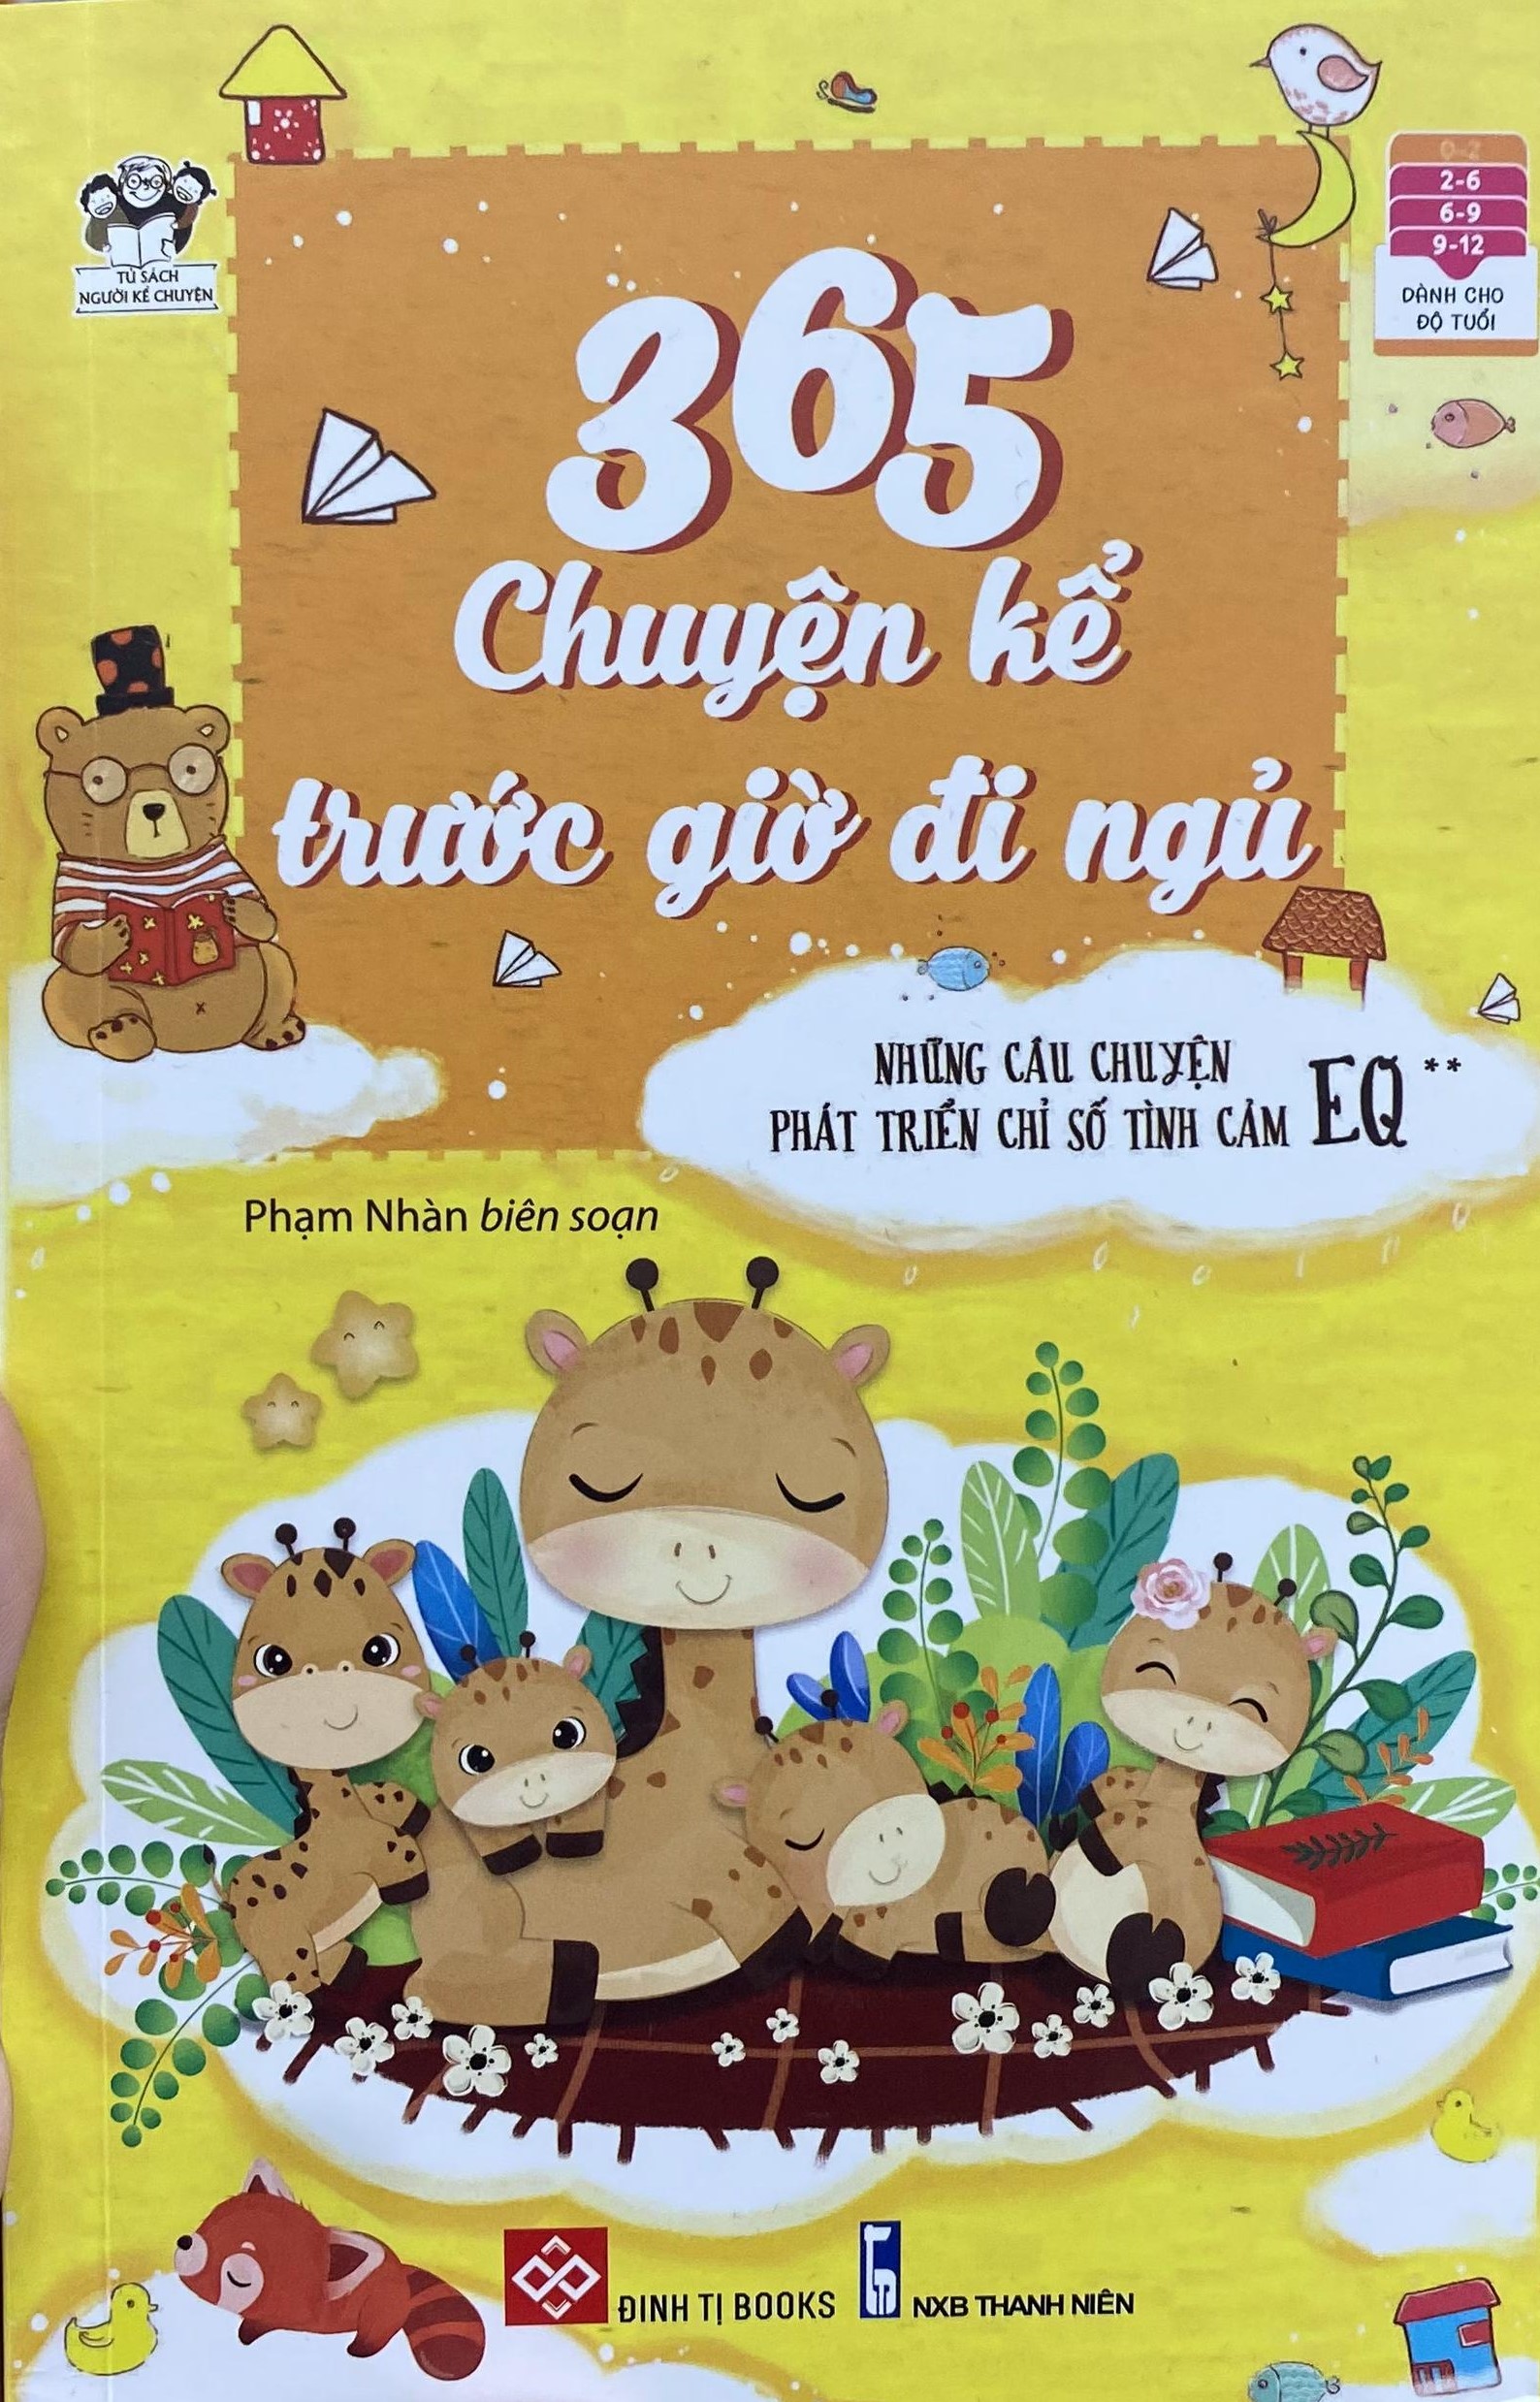 TỦ SÁCH
NGƯỜI KỂ CHUYỆN
0-2
2-6
6-9
9-12
DÀNH CHO
ĐỘ TUỔI
365
Chuyện kể
trước giờ đi ngủ
NHỮNG CÂU CHUYỆN
PHÁT TRIỂN CHỈ SỐ TÌNH CẢM EQ**
Phạm Nhàn biên soạn
ĐINH TỊ BOOKS
NXB THANH NIÊN